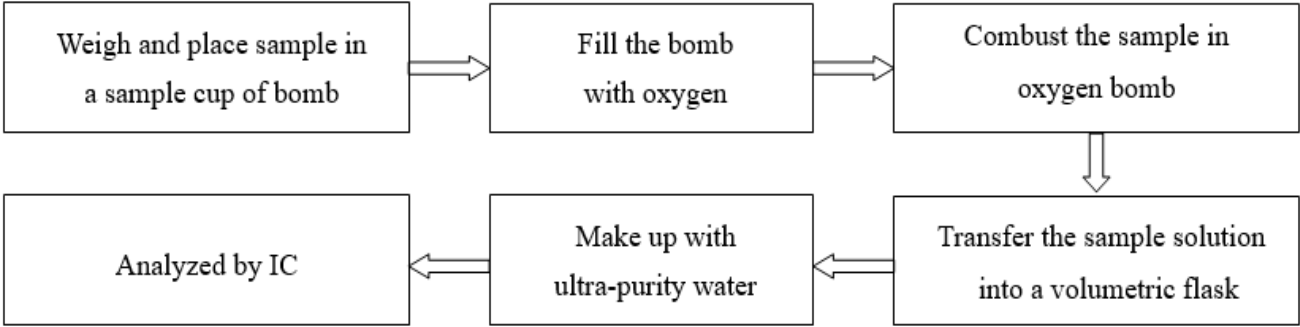 Weigh and place sample in
a sample cup of bomb
Fill the bomb
with oxygen
Combust the sample in
oxygen bomb
Transfer the sample solution
into a volumetric flask
Make up with
ultra-purity water
Analyzed by IC